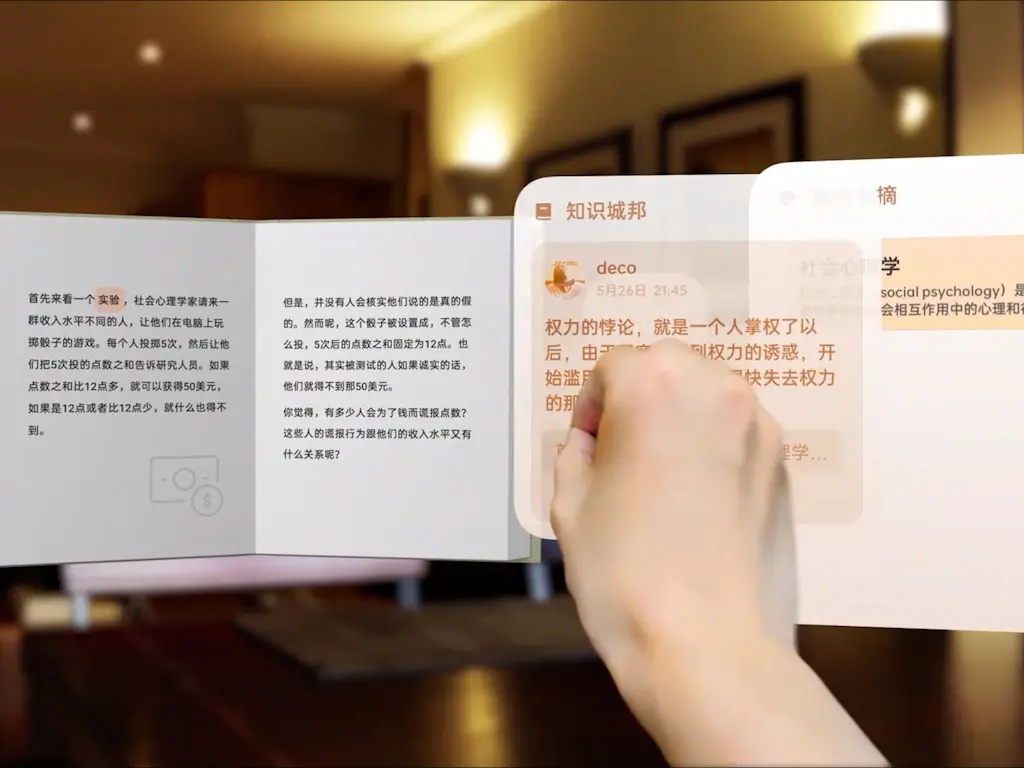 首先来看一个 实验 ，社会心理学家请来一
群收入水平不同的人，让他们在电脑上玩
掷骰子的游戏。每个人投掷5次，然后让他
们把5次投的点数之和告诉研究人员。如果
点数之和比12点多，就可以获得50美元，
如果是12点或者比12点少，就什么也得不
到。
但是，并没有人会核实他们说的是真的假
的。然而呢，这个骰子被设置成，不管怎
么投，5次后的点数之和固定为12点。也
就是说，其实被测试的人如果诚实的话，
他们就得不到那50美元。
你觉得，有多少人会为了钱而谎报点数？
这些人的谎报行为跟他们的收入水平又有
什么关系呢？
知识城邦
deco
5月26日 21:45
权力的悖论，就是一个人掌权了以
后，由于 到权力的诱惑，开
始滥用 很快失去权力
的那
理学...
摘
社会心理学
social psychology）是
会相互作用中的心理和行